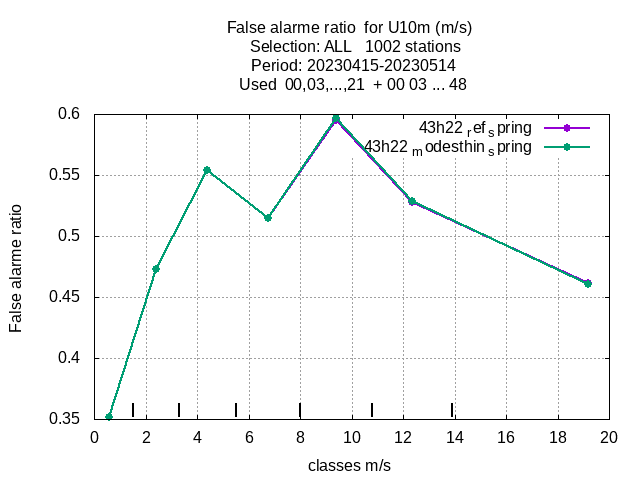 False alarme ratio  for U10m (m/s)
Selection: ALL   1002 stations
Period: 20230415-20230514
Used  00,03,...,21  + 00 03 ... 48
43h22 ref spring
43h22 modesthin spring
0.6
0.55
0.5
0.45
0.4
0.35
False alarme ratio
0 2 4 6 8 10 12 14 16 18 20
classes m/s